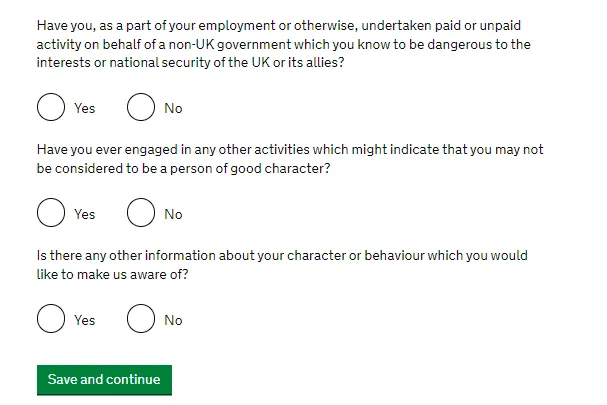 Have you, as a part of your employment or otherwise, undertaken paid or unpaid
activity on behalf of a non-UK government which you know to be dangerous to the
interests or national security of the UK or its allies?
Yes No
Have you ever engaged in any other activities which might indicate that you may not
be considered to be a person of good character?
Yes No
Is there any other information about your character or behaviour which you would
like to make us aware of?
Yes No
Save and continue